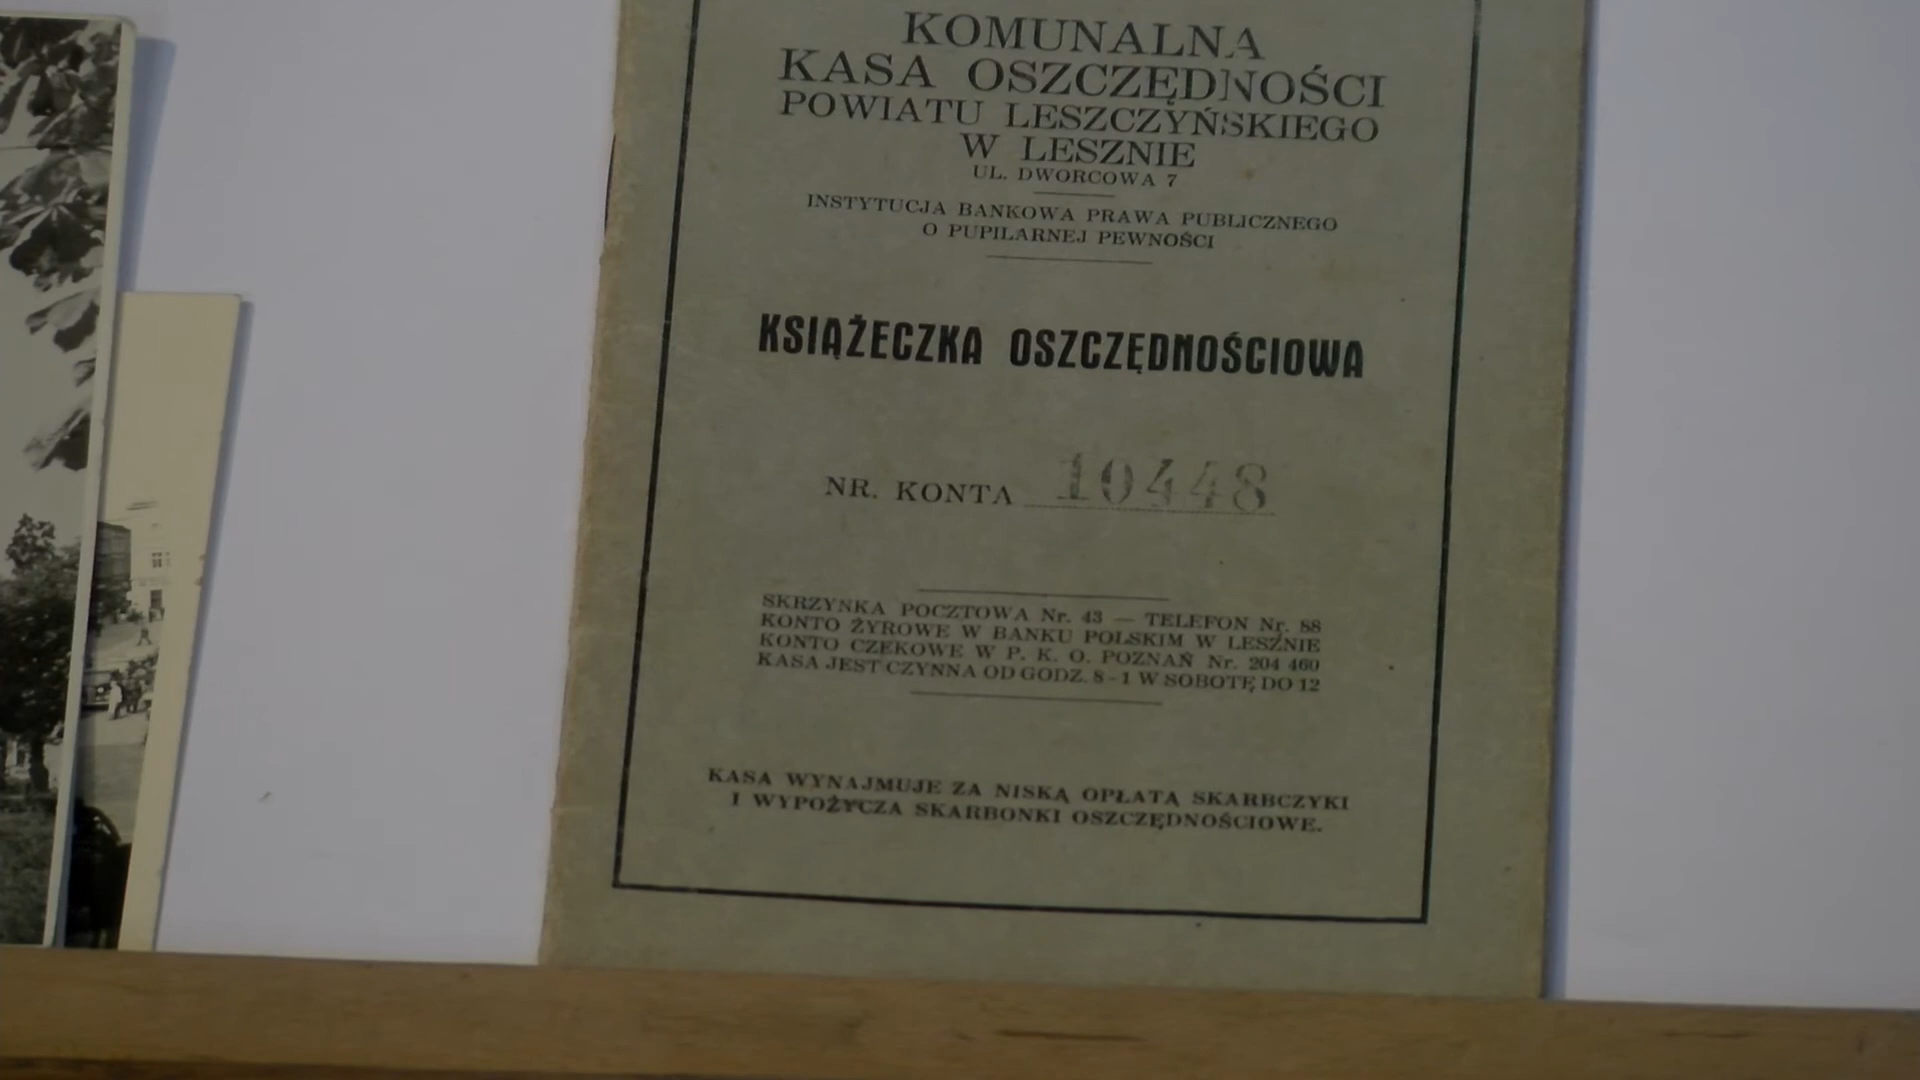 KOMUNALNA
KASA OSZCZĘDNOŚCI
POWIATU LESZCZYŃSKIEGO
W LESZNIE
UL. DWORCOWA 7
INSTYTUCJA BANKOWA PRAWA PUBLICZNEGO
O PUPILARNEJ PEWNOŚCI
KSIĄŻECZKA OSZCZĘDNOŚCIOWA
NR. KONTA 10448
SKRZYNKA POCZTOWA Nr. 43 — TELEFON Nr. 88
KONTO ŻYROWE W BANKU POLSKIM W LESZNIE
KONTO CZEKOWE W P. K. O. POZNAŃ Nr. 204 460
KASA JEST CZYNNA OD GODZ. 8-1 W SOBOTĘ DO 12
KASA WYNAJMUJE ZA NISKĄ OPŁATĄ SKARBCZYKI
I WYPOŻYCZA SKARBONKI OSZCZĘDNOŚCIOWE.